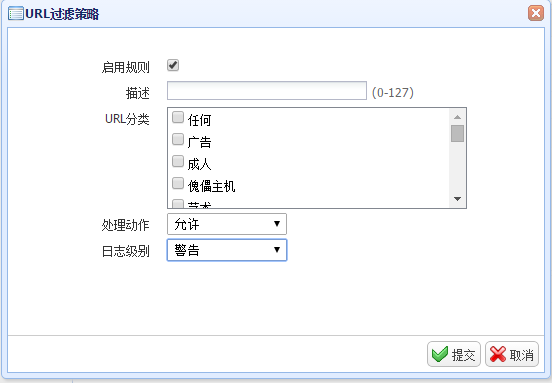 URL过滤策略
启用规则
描述 (0-127)
URL分类
任何
广告
成人
傀儡主机
艺术
处理动作 允许
日志级别 警告
提交 取消